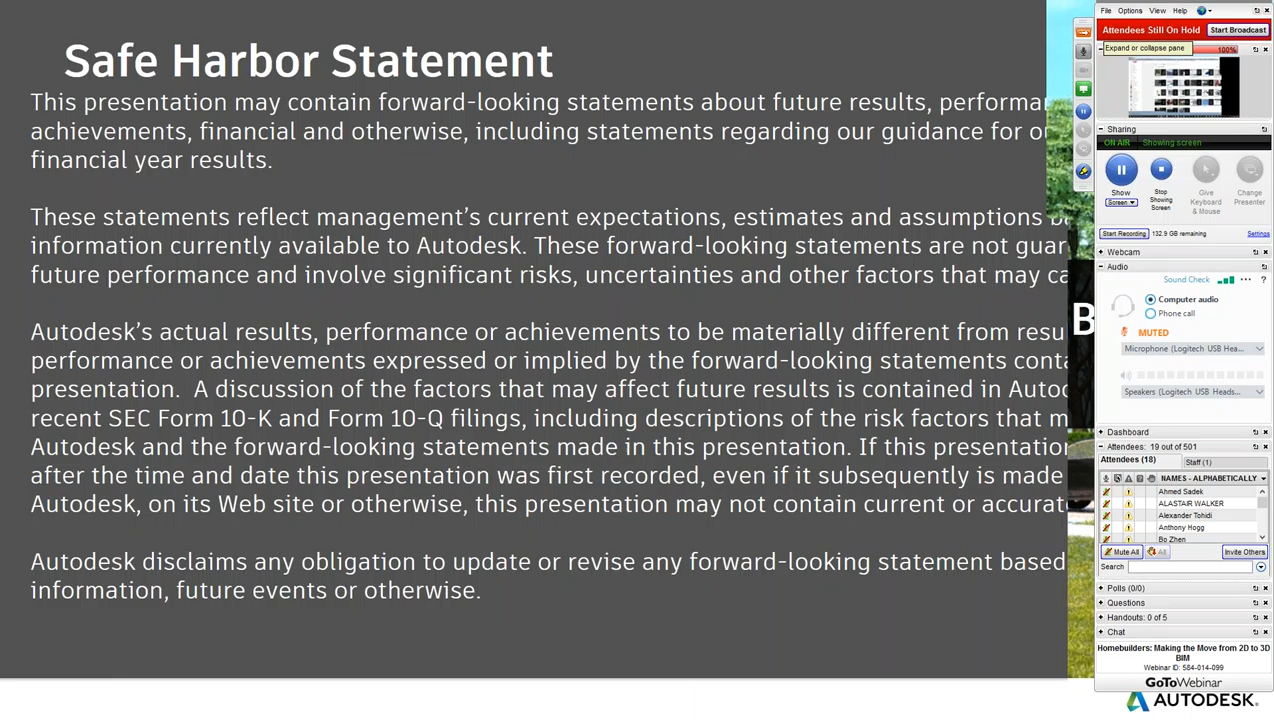 Safe Harbor Statement
This presentation may contain forward-looking statements about future results, performa
achievements, financial and otherwise, including statements regarding our guidance for ou
financial year results.
These statements reflect management’s current expectations, estimates and assumptions b
information currently available to Autodesk. These forward-looking statements are not guar
future performance and involve significant risks, uncertainties and other factors that may ca
Autodesk’s actual results, performance or achievements to be materially different from resu
performance or achievements expressed or implied by the forward-looking statements conta
presentation.  A discussion of the factors that may affect future results is contained in Autod
recent SEC Form 10-K and Form 10-Q filings, including descriptions of the risk factors that m
Autodesk and the forward-looking statements made in this presentation. If this presentation
after the time and date this presentation was first recorded, even if it subsequently is made
Autodesk, on its Web site or otherwise, this presentation may not contain current or accurat
Autodesk disclaims any obligation to update or revise any forward-looking statement based
information, future events or otherwise.
B
File Options View Help
Attendees Still On Hold Start Broadcast
Expand or collapse pane 100%
Sharing
ON AIR Showing screen
Show Screen
Stop Showing Screen
Give Keyboard & Mouse
Change Presenter
Start Recording 132.9 GB remaining Settings
Webcam
Audio
Sound Check ?
Computer audio
Phone call
MUTED
Microphone (Logitech USB Hea...
Speakers (Logitech USB Heads...
Dashboard
Attendees: 19 out of 501
Attendees (18) Staff (1)
NAMES - ALPHABETICALLY
Ahmed Sadek
ALASTAIR WALKER
Alexander Tohidi
Anthony Hogg
Bo Zhen
Mute All All Invite Others
Search
Polls (0/0)
Questions
Handouts: 0 of 5
Chat
Homebuilders: Making the Move from 2D to 3D
BIM
Webinar ID: 584-014-099
GoToWebinar
AUTODESK.